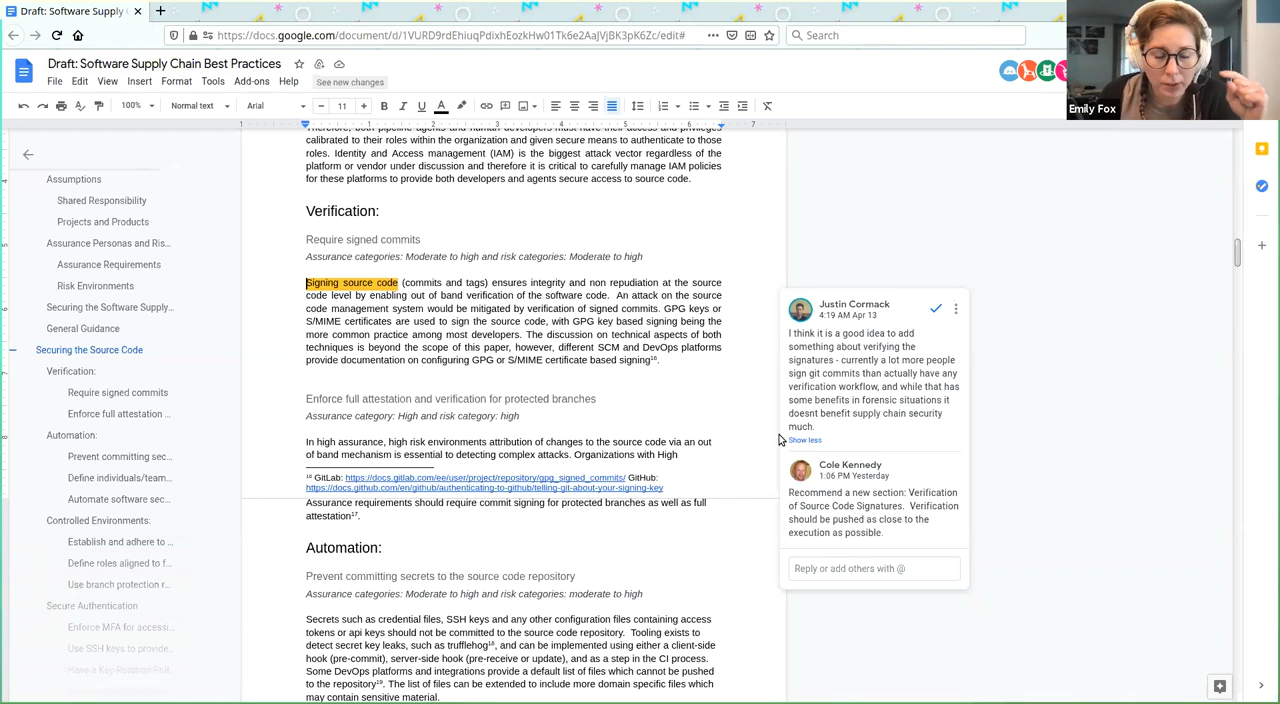 Draft: Software Supply C
https://docs.google.com/document/
1VURD9rdEhiuqPdixhEozkHw01Tk6e2AaJVjBK3pK6Zc/edit#
Search
Draft: Software Supply Chain Best Practices
File Edit View Insert Format Tools Add-ons Help
See new changes
100% Normal text Arial 11
Emily Fox
1 1 2 3 4 5 6 7
Assumptions
Shared Responsibility
Projects and Products
Assurance Personas and Ris...
Assurance Requirements
Risk Environments
Securing the Software Supply...
General Guidance
Securing the Source Code
Verification:
Require signed commits
Enforce full attestation ...
Automation:
Prevent committing sec...
Define individuals/team...
Automate software sec...
Controlled Environments:
Establish and adhere to ...
Define roles aligned to f...
Use branch protection r...
Secure Authentication
Enforce MFA for accessi...
Use SSH keys to provide...
Have a Key Rotation Poli...
Therefore, both pipeline agents and human developers must have their access and privileges
calibrated to their roles within the organization and given secure means to authenticate to those
roles. Identity and Access management (IAM) is the biggest attack vector regardless of the
platform or vendor under discussion and therefore it is critical to carefully manage IAM policies
for these platforms to provide both developers and agents secure access to source code.
Verification:
Require signed commits
Assurance categories: Moderate to high and risk categories: Moderate to high
Signing source code (commits and tags) ensures integrity and non repudiation at the source
code level by enabling out of band verification of the software code. An attack on the source
code management system would be mitigated by verification of signed commits. GPG keys or
S/MIME certificates are used to sign the source code, with GPG key based signing being the
more common practice among most developers. The discussion on technical aspects of both
techniques is beyond the scope of this paper, however, different SCM and DevOps platforms
provide documentation on configuring GPG or S/MIME certificate based signing16.
Enforce full attestation and verification for protected branches
Assurance category: High and risk category: high
In high assurance, high risk environments attribution of changes to the source code via an out
of band mechanism is essential to detecting complex attacks. Organizations with High
16 GitLab: https://docs.gitlab.com/ee/user/project/repository/gpg_signed_commits/ GitHub:
https://docs.github.com/en/github/authenticating-to-github/telling-git-about-your-signing-key
Assurance requirements should require commit signing for protected branches as well as full
attestation17.
Automation:
Prevent committing secrets to the source code repository
Assurance categories: Moderate to high and risk categories: moderate to high
Secrets such as credential files, SSH keys and any other configuration files containing access
tokens or api keys should not be committed to the source code repository. Tooling exists to
detect secret key leaks, such as trufflehog18, and can be implemented using either a client-side
hook (pre-commit), server-side hook (pre-receive or update), and as a step in the CI process.
Some DevOps platforms and integrations provide a default list of files which cannot be pushed
to the repository19. The list of files can be extended to include more domain specific files which
may contain sensitive material.
Justin Cormack
4:19 AM Apr 13
I think it is a good idea to add
something about verifying the
signatures - currently a lot more people
sign git commits than actually have any
verification workflow, and while that has
some benefits in forensic situations it
doesnt benefit supply chain security
much.
Show less
Cole Kennedy
1:06 PM Yesterday
Recommend a new section: Verification
of Source Code Signatures. Verification
should be pushed as close to the
execution as possible.
Reply or add others with @